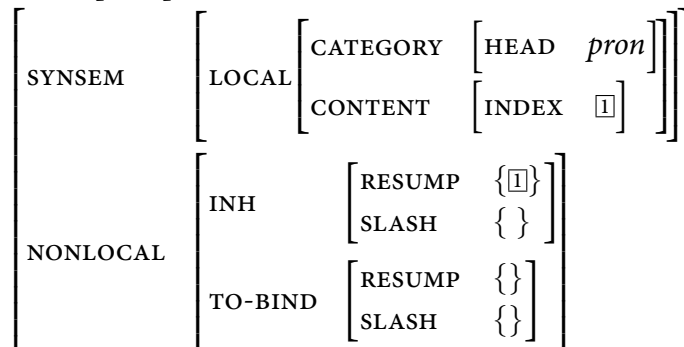 CATEGORY [HEAD pron]
SYNSEM [LOCAL
CONTENT [INDEX 1]
RESUMP {1}
INH
SLASH { }
NONLOCAL
RESUMP {}
TO-BIND
SLASH {}